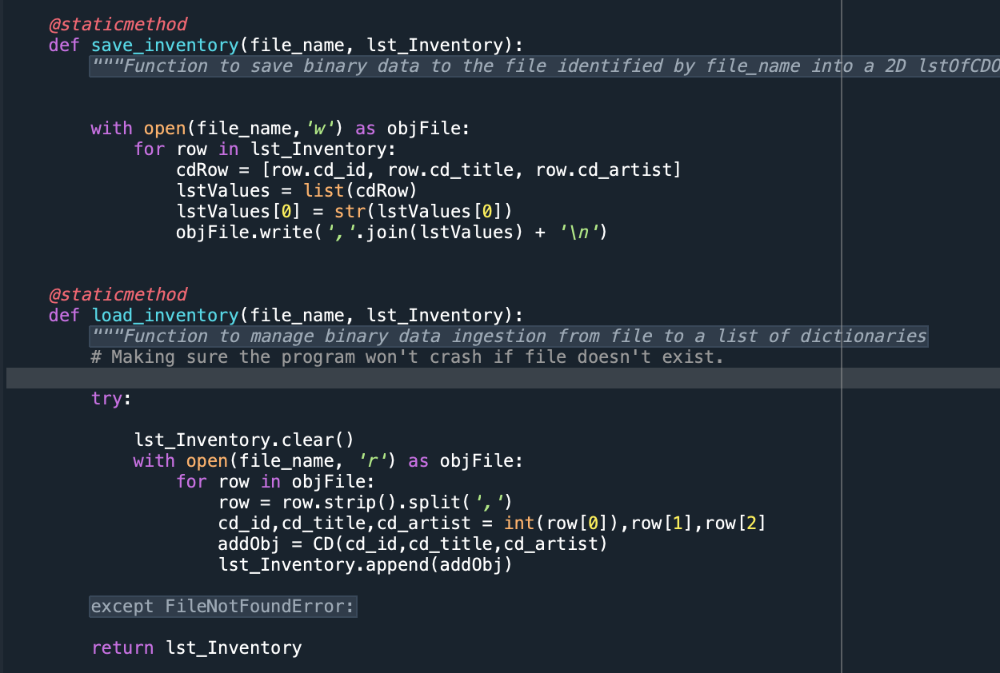 @staticmethod
def save_inventory(file_name, lst_Inventory):
"""Function to save binary data to the file identified by file_name into a 2D lstOfCDO
with open(file_name,'w') as objFile:
for row in lst_Inventory:
cdRow = [row.cd_id, row.cd_title, row.cd_artist]
lstValues = list(cdRow)
lstValues[0] = str(lstValues[0])
objFile.write(','.join(lstValues) + '\n')
@staticmethod
def load_inventory(file_name, lst_Inventory):
"""Function to manage binary data ingestion from file to a list of dictionaries
# Making sure the program won't crash if file doesn't exist.
try:
lst_Inventory.clear()
with open(file_name, 'r') as objFile:
for row in objFile:
row = row.strip().split(',')
cd_id,cd_title,cd_artist = int(row[0]),row[1],row[2]
addObj = CD(cd_id,cd_title,cd_artist)
lst_Inventory.append(addObj)
except FileNotFoundError:
return lst_Inventory